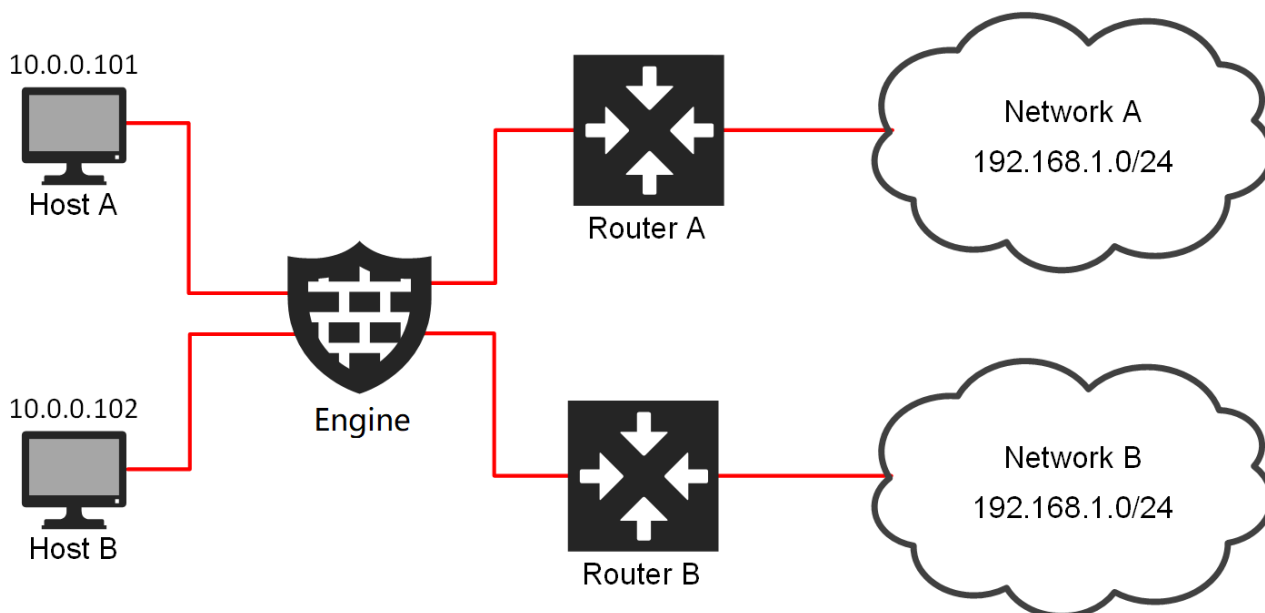 10.0.0.101
Host A
Router A
Network A
192.168.1.0/24
Engine
10.0.0.102
Host B
Router B
Network B
192.168.1.0/24